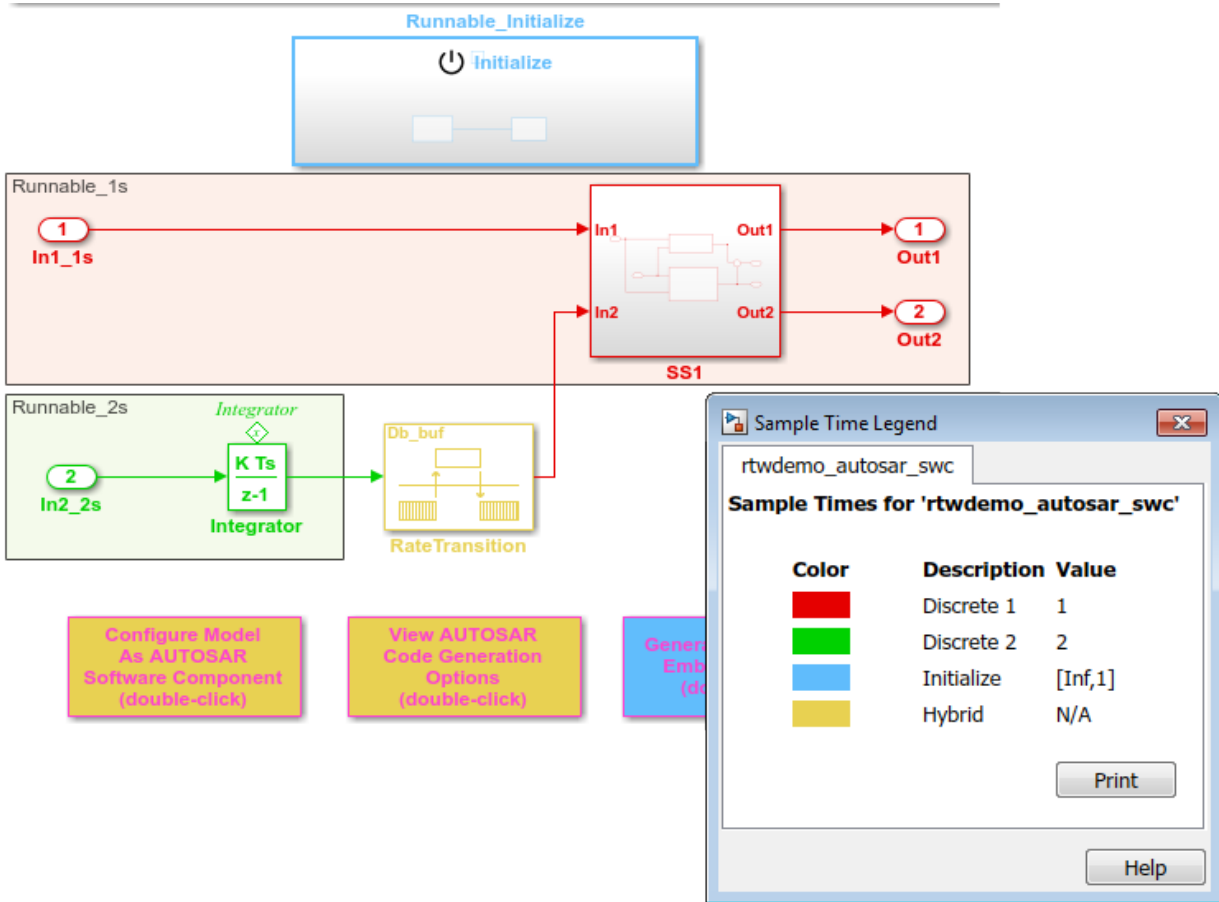 Runnable_Initialize
Initialize
Runnable_1s
1
In1_1s
In1
Out1
1
Out1
In2
Out2
2
Out2
SS1
Runnable_2s
Integrator
x
2
In2_2s
K Ts
z-1
Integrator
Db_buf
RateTransition
Configure Model
As AUTOSAR
Software Component
(double-click)
View AUTOSAR
Code Generation
Options
(double-click)
Sample Time Legend
rtwdemo_autosar_swc
Sample Times for 'rtwdemo_autosar_swc'
Color Description Value
Discrete 1 1
Discrete 2 2
Initialize [Inf,1]
Hybrid N/A
Print
Help